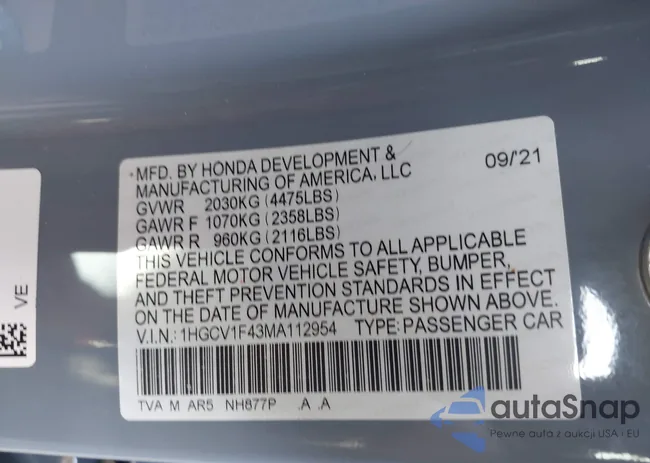 MFD. BY HONDA DEVELOPMENT &
MANUFACTURING OF AMERICA, LLC
09/'21
GVWR 2030KG (4475LBS)
GAWR F 1070KG (2358LBS)
GAWR R 960KG (2116LBS)
THIS VEHICLE CONFORMS TO ALL APPLICABLE
FEDERAL MOTOR VEHICLE SAFETY, BUMPER,
AND THEFT PREVENTION STANDARDS IN EFFECT
ON THE DATE OF MANUFACTURE SHOWN ABOVE.
V.I.N.: 1HGCV1F43MA112954 TYPE: PASSENGER CAR
TVA M AR5 NH877P .A .A
VE
autaSnap
Pewne auta z aukcji USA i EU